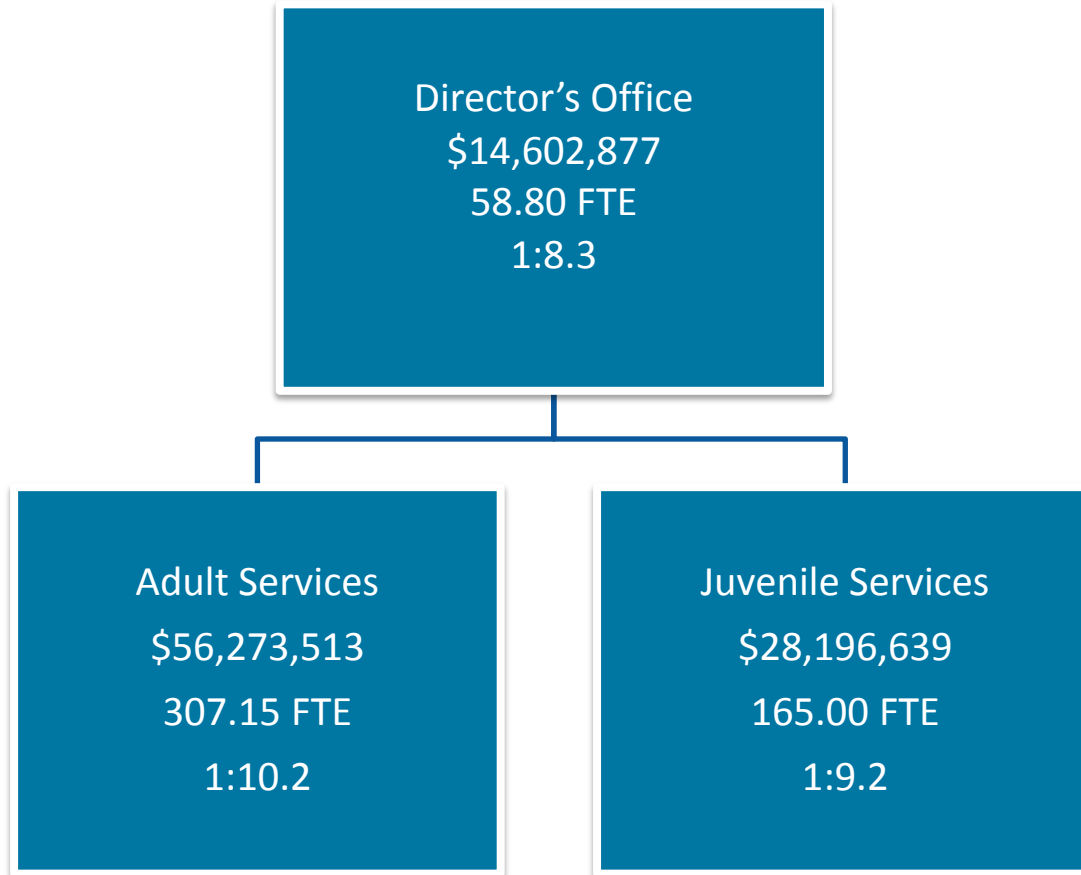 Director’s Office
$14,602,877
58.80 FTE
1:8.3
Adult Services
$56,273,513
307.15 FTE
1:10.2
Juvenile Services
$28,196,639
165.00 FTE
1:9.2